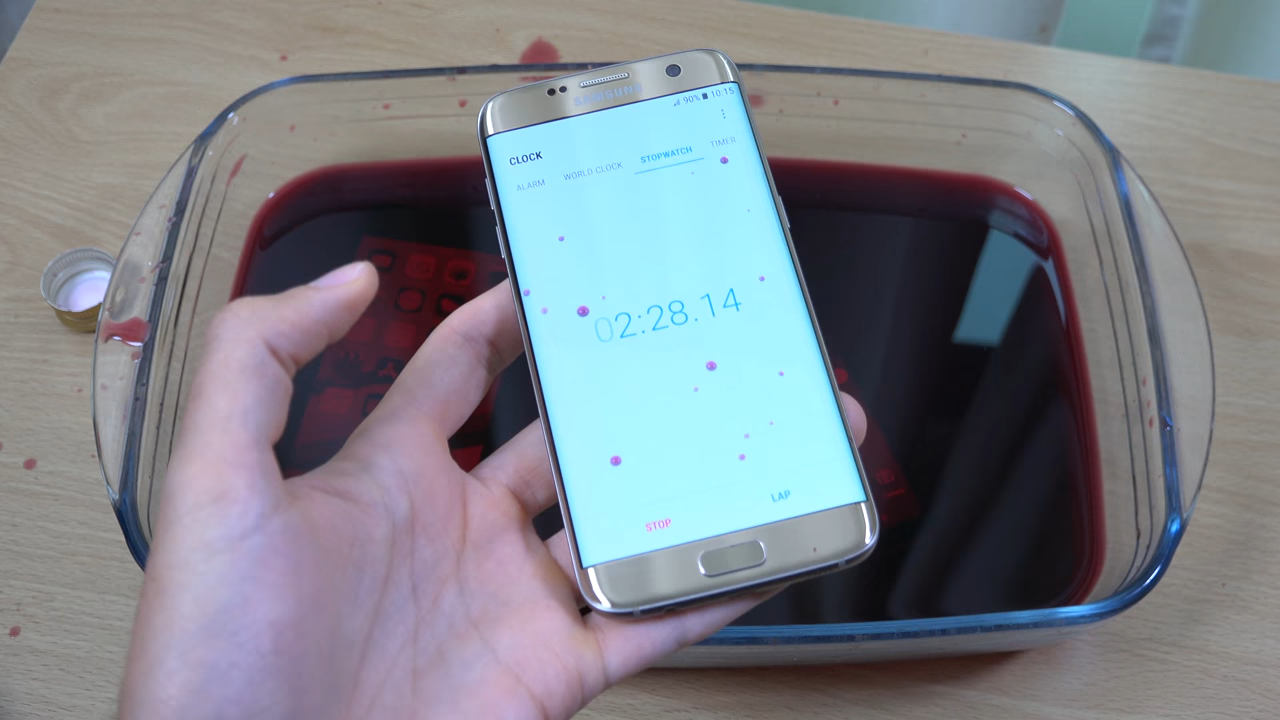 SAMSUNG
90% 10:15
CLOCK
ALARM WORLD CLOCK STOPWATCH TIMER
02:28.14
STOP LAP